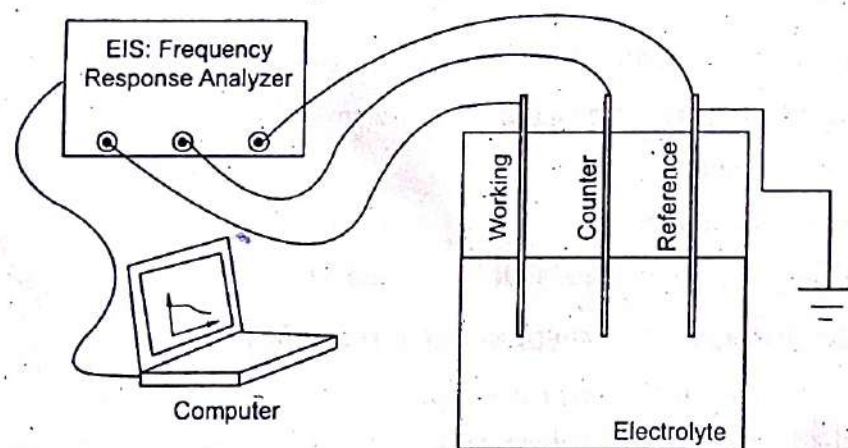 EIS: Frequency
Response Analyzer
Working
Counter
Reference
Computer
Electrolyte